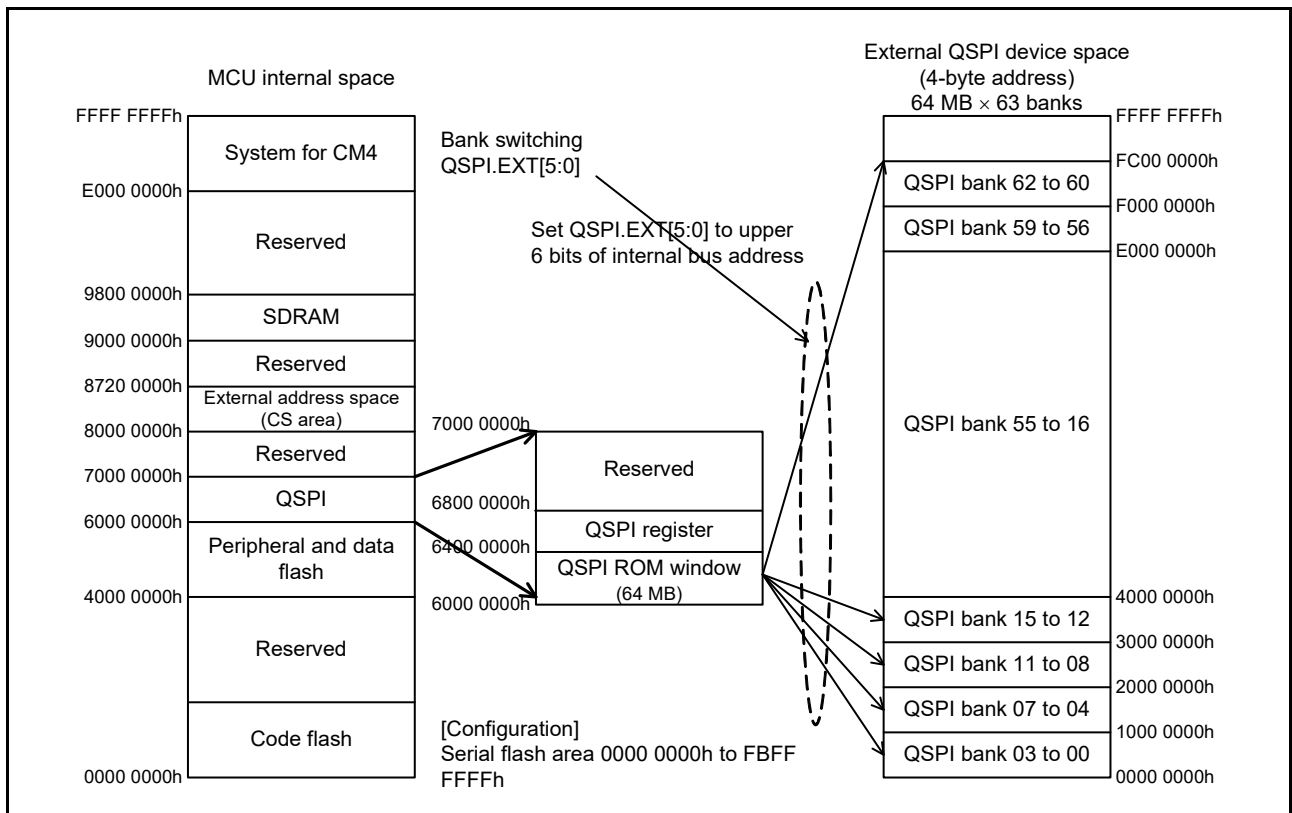 MCU internal space
FFFF FFFFh
System for CM4
E000 0000h
Reserved
9800 0000h
SDRAM
9000 0000h
Reserved
8720 0000h
External address space
(CS area)
8000 0000h
Reserved
7000 0000h
QSPI
6000 0000h
Peripheral and data
flash
4000 0000h
Reserved
Code flash
0000 0000h
Bank switching
QSPI.EXT[5:0]
Set QSPI.EXT[5:0] to upper
6 bits of internal bus address
7000 0000h
Reserved
6800 0000h
QSPI register
6400 0000h
QSPI ROM window
(64 MB)
6000 0000h
[Configuration]
Serial flash area 0000 0000h to FBFF
FFFFh
External QSPI device space
(4-byte address)
64 MB × 63 banks
FFFF FFFFh
FC00 0000h
QSPI bank 62 to 60
F000 0000h
QSPI bank 59 to 56
E000 0000h
QSPI bank 55 to 16
4000 0000h
QSPI bank 15 to 12
3000 0000h
QSPI bank 11 to 08
2000 0000h
QSPI bank 07 to 04
1000 0000h
QSPI bank 03 to 00
0000 0000h